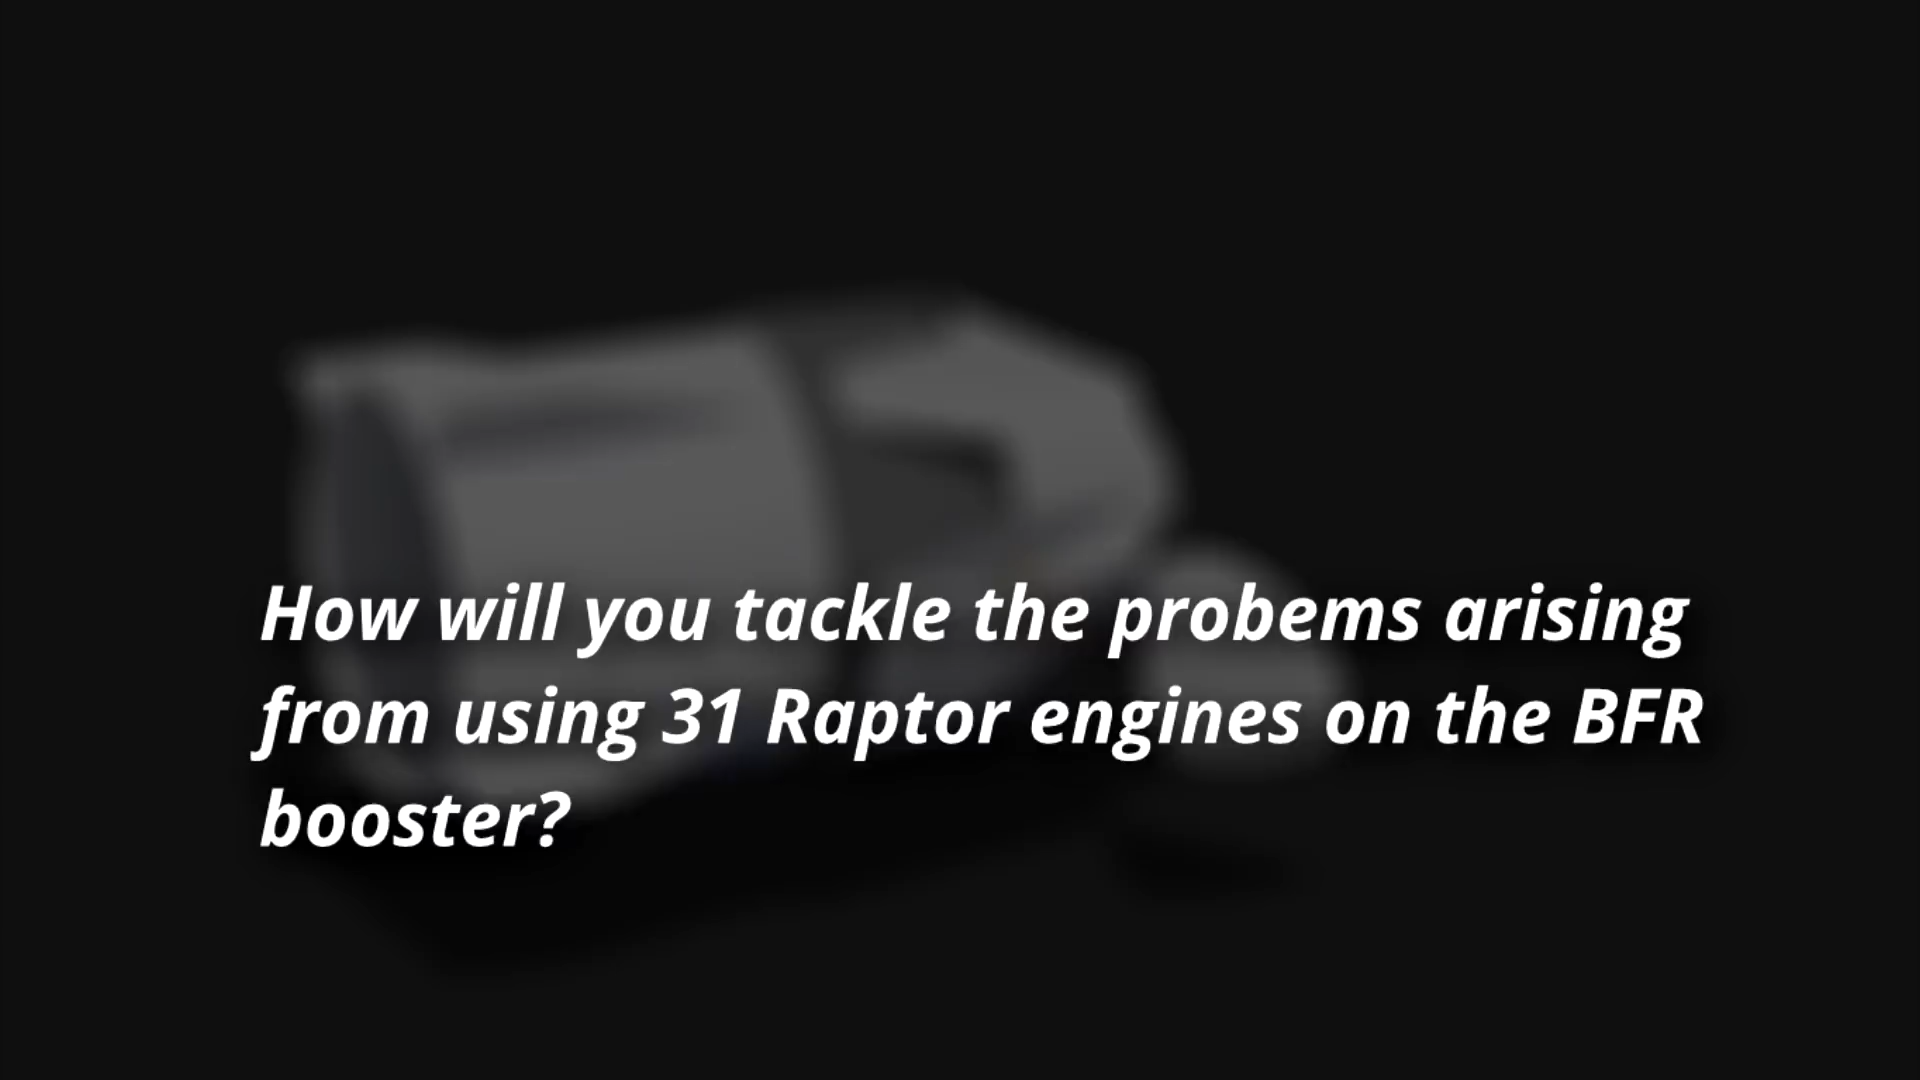 How will you tackle the probems arising
from using 31 Raptor engines on the BFR
booster?